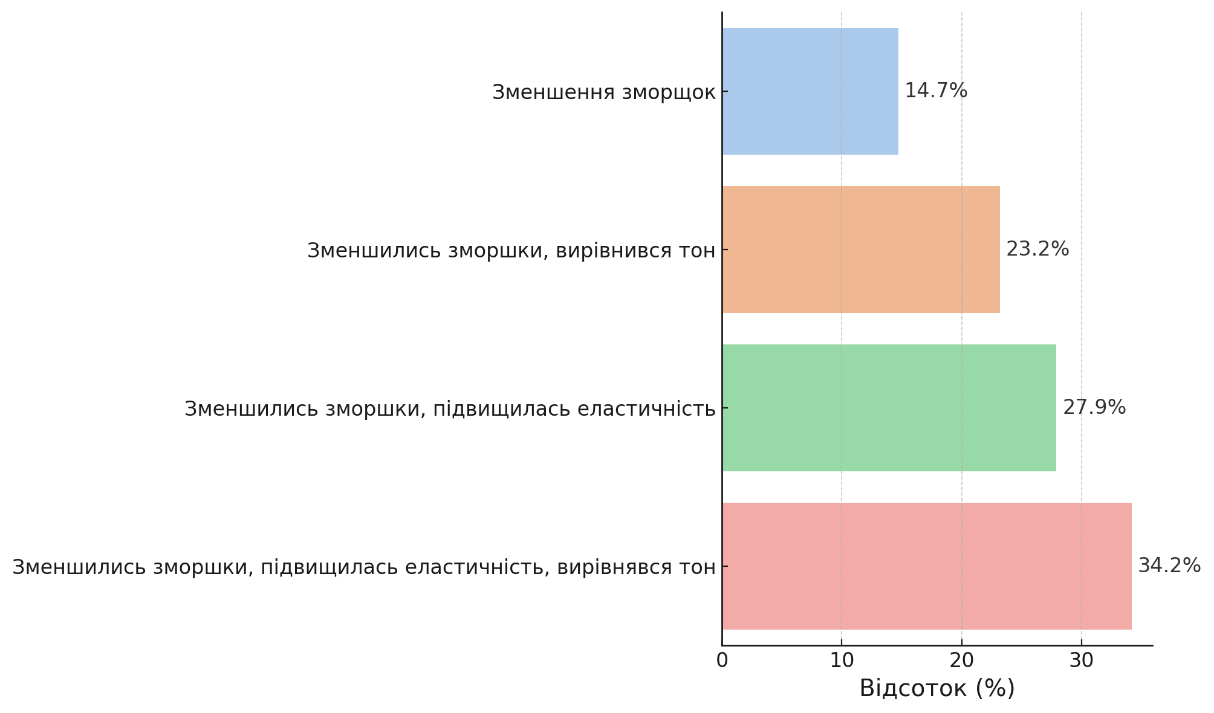 Зменшення зморщок
14.7%
Зменшились зморшки, вирівнився тон
23.2%
Зменшились зморшки, підвищилась еластичність
27.9%
Зменшились зморшки, підвищилась еластичність, вирівнявся тон
34.2%
0 10 20 30
Відсоток (%)